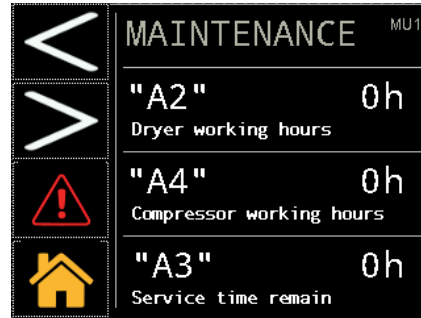 MAINTENANCE MU1
"A2" 0h
Dryer working hours
"A4" 0h
Compressor working hours
"A3" 0h
Service time remain